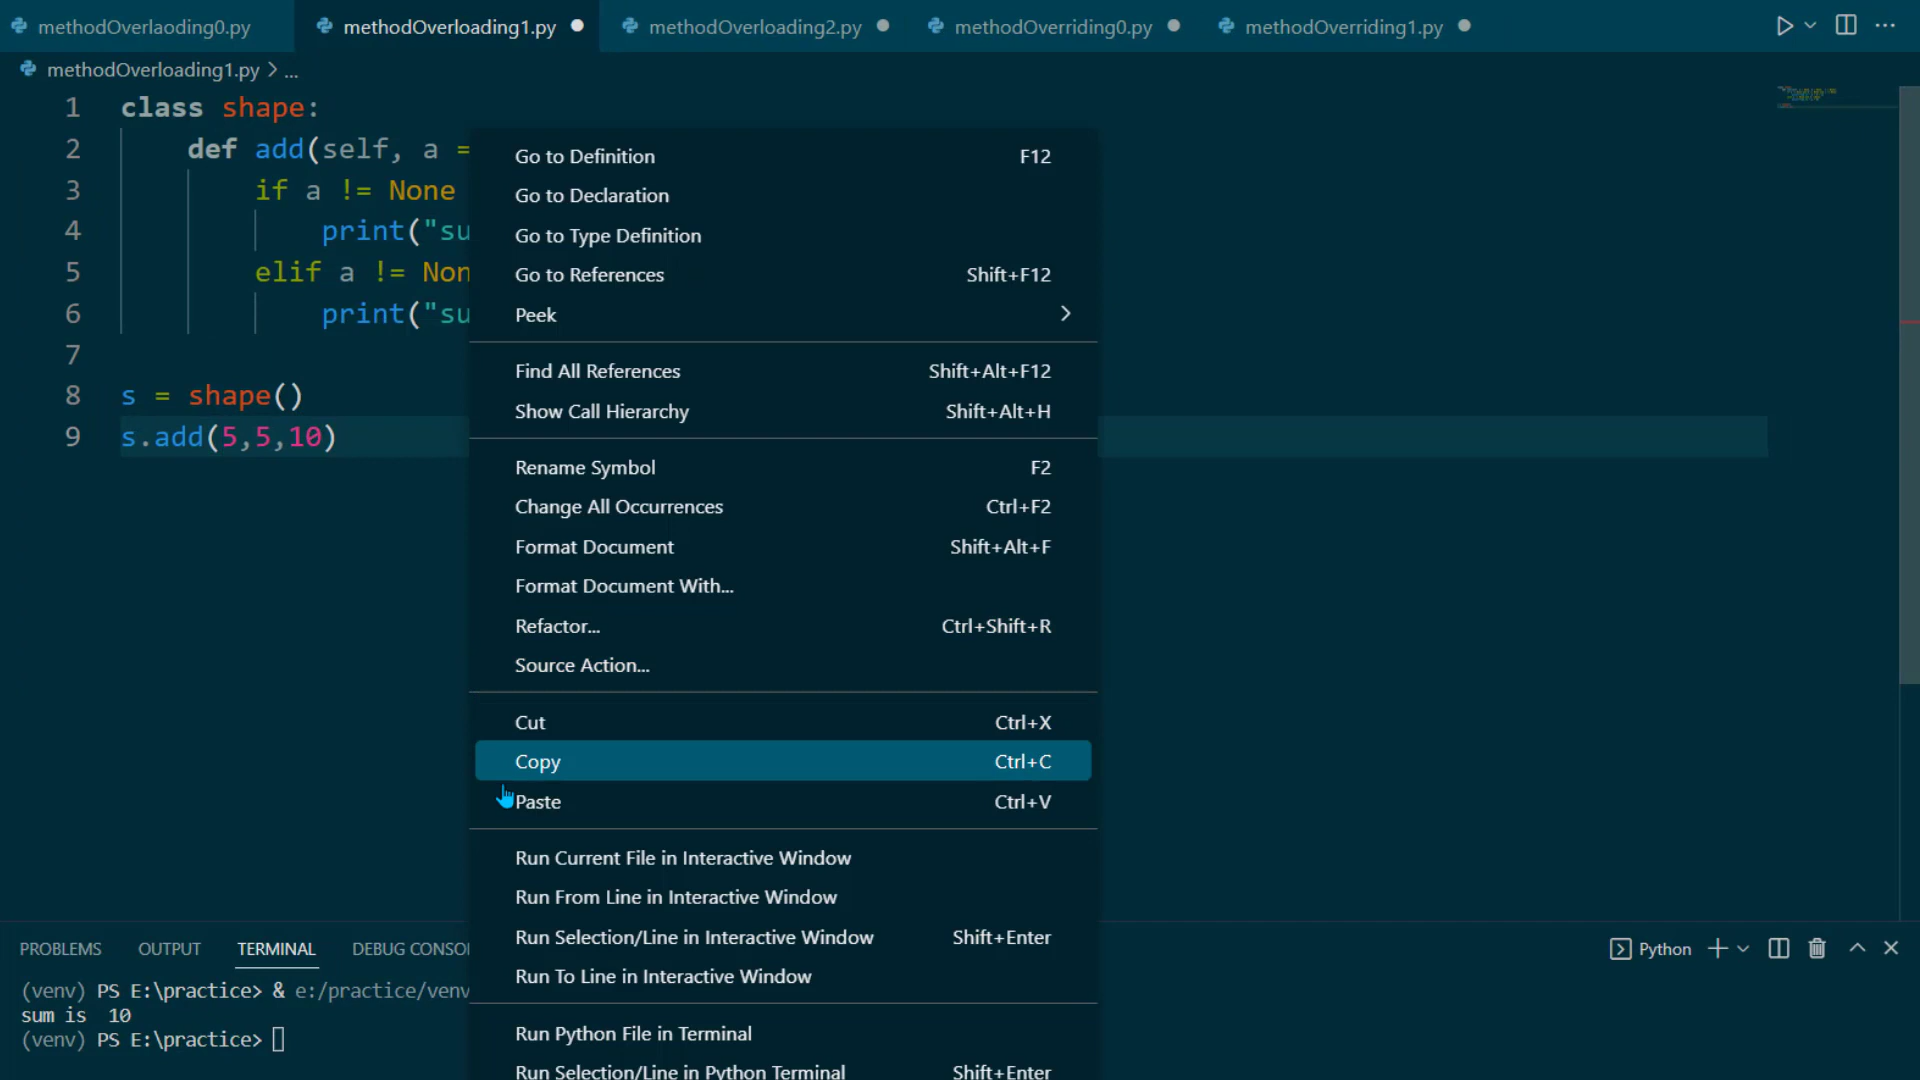 methodOverlaoding0.py methodOverloading1.py methodOverloading2.py methodOverriding0.py methodOverriding1.py
methodOverloading1.py > ...
1 class shape:
2 def add(self, a =
3 if a != None
4 print("su
5 elif a != Non
6 print("su
7
8 s = shape()
9 s.add(5,5,10)
Go to Definition F12
Go to Declaration
Go to Type Definition
Go to References Shift+F12
Peek >
Find All References Shift+Alt+F12
Show Call Hierarchy Shift+Alt+H
Rename Symbol F2
Change All Occurrences Ctrl+F2
Format Document Shift+Alt+F
Format Document With...
Refactor... Ctrl+Shift+R
Source Action...
Cut Ctrl+X
Copy Ctrl+C
Paste Ctrl+V
Run Current File in Interactive Window
Run From Line in Interactive Window
Run Selection/Line in Interactive Window Shift+Enter
Run To Line in Interactive Window
Run Python File in Terminal
Run Selection/Line in Python Terminal Shift+Enter
PROBLEMS OUTPUT TERMINAL DEBUG CONSO Python
(venv) PS E:\practice> & e:/practice/venv
sum is 10
(venv) PS E:\practice>